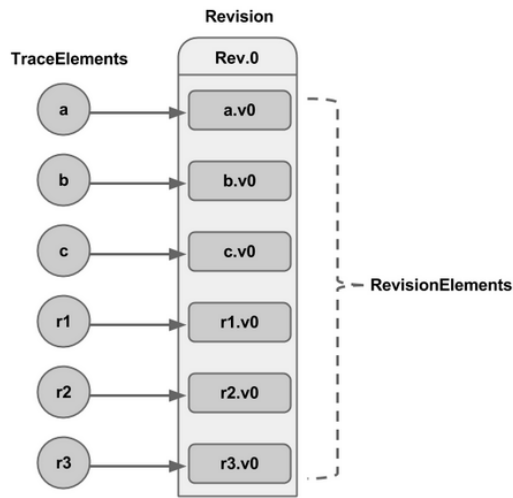 Revision
TraceElements
Rev.0
a
a.v0
b
b.v0
c
c.v0
RevisionElements
r1
r1.v0
r2
r2.v0
r3
r3.v0